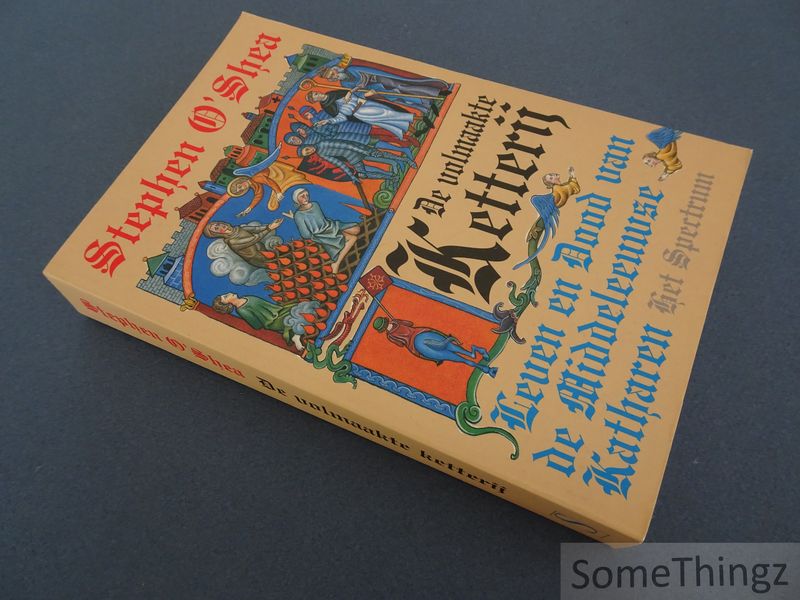 Stephen O'Shea
De volmaakte
Ketterij
Leven en Dood van
de Middeleeuwse
Katharen
Het Spectrum
Stephen O'Shea De volmaakte ketterij
SomeThingz